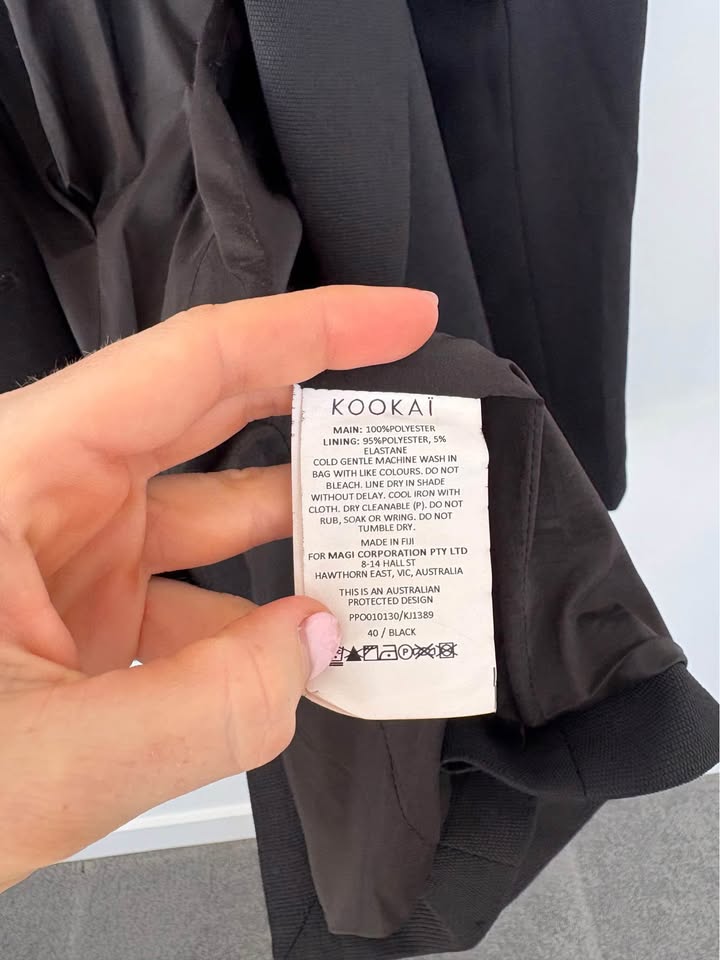 KOOKAÏ
MAIN: 100%POLYESTER
LINING: 95%POLYESTER, 5%
ELASTANE
COLD GENTLE MACHINE WASH IN
BAG WITH LIKE COLOURS. DO NOT
BLEACH. LINE DRY IN SHADE
WITHOUT DELAY. COOL IRON WITH
CLOTH. DRY CLEANABLE (P). DO NOT
RUB, SOAK OR WRING. DO NOT
TUMBLE DRY.
MADE IN FIJI
FOR MAGI CORPORATION PTY LTD
8-14 HALL ST
HAWTHORN EAST, VIC, AUSTRALIA
THIS IS AN AUSTRALIAN
PROTECTED DESIGN
PPO010130/KJ1389
40 / BLACK
P